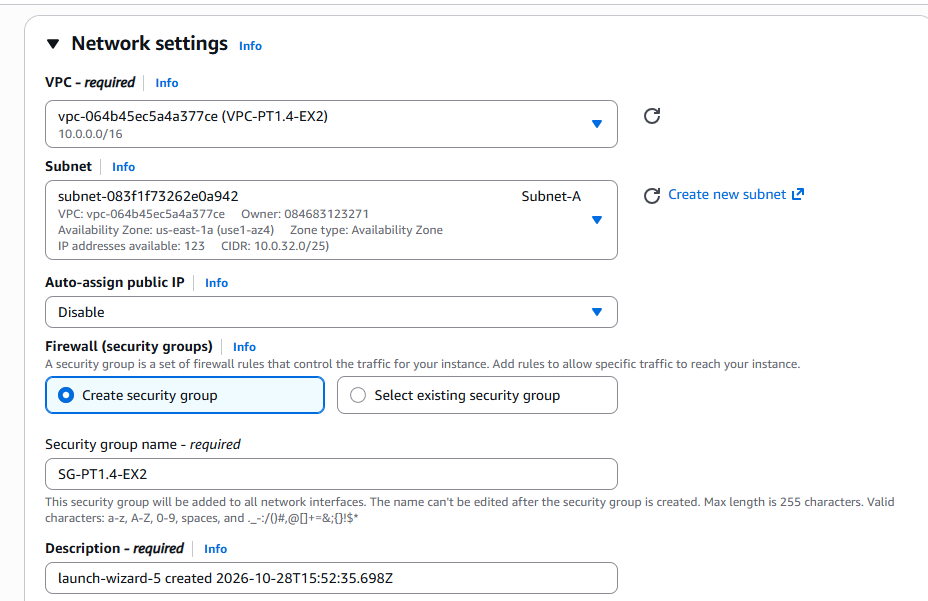 Network settings Info
VPC - required Info
vpc-064b45ec5a4a377ce (VPC-PT1.4-EX2)
10.0.0.0/16
Subnet Info
subnet-083f1f73262e0a942 Subnet-A
VPC: vpc-064b45ec5a4a377ce Owner: 084683123271
Availability Zone: us-east-1a (use1-az4) Zone type: Availability Zone
IP addresses available: 123 CIDR: 10.0.32.0/25)
Create new subnet
Auto-assign public IP Info
Disable
Firewall (security groups) Info
A security group is a set of firewall rules that control the traffic for your instance. Add rules to allow specific traffic to reach your instance.
Create security group
Select existing security group
Security group name - required
SG-PT1.4-EX2
This security group will be added to all network interfaces. The name can't be edited after the security group is created. Max length is 255 characters. Valid
characters: a-z, A-Z, 0-9, spaces, and ._-:/()#,@[]+=&;{}!$*
Description - required Info
launch-wizard-5 created 2026-10-28T15:52:35.698Z